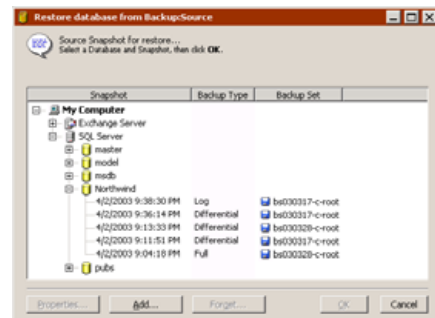 Restore database from Backup:Source
Source Snapshot for restore...
Select a Database and Snapshot, then click OK.
Snapshot Backup Type Backup Set
My Computer
Exchange Server
SQL Server
master
model
msdb
Northwind
4/2/2003 9:38:30 PM Log bs030317-c-root
4/2/2003 9:36:14 PM Differential bs030317-c-root
4/2/2003 9:13:33 PM Differential bs030328-c-root
4/2/2003 9:11:51 PM Differential bs030317-c-root
4/2/2003 9:04:18 PM Full bs030328-c-root
pubs
Properties... Add... Forget... OK Cancel